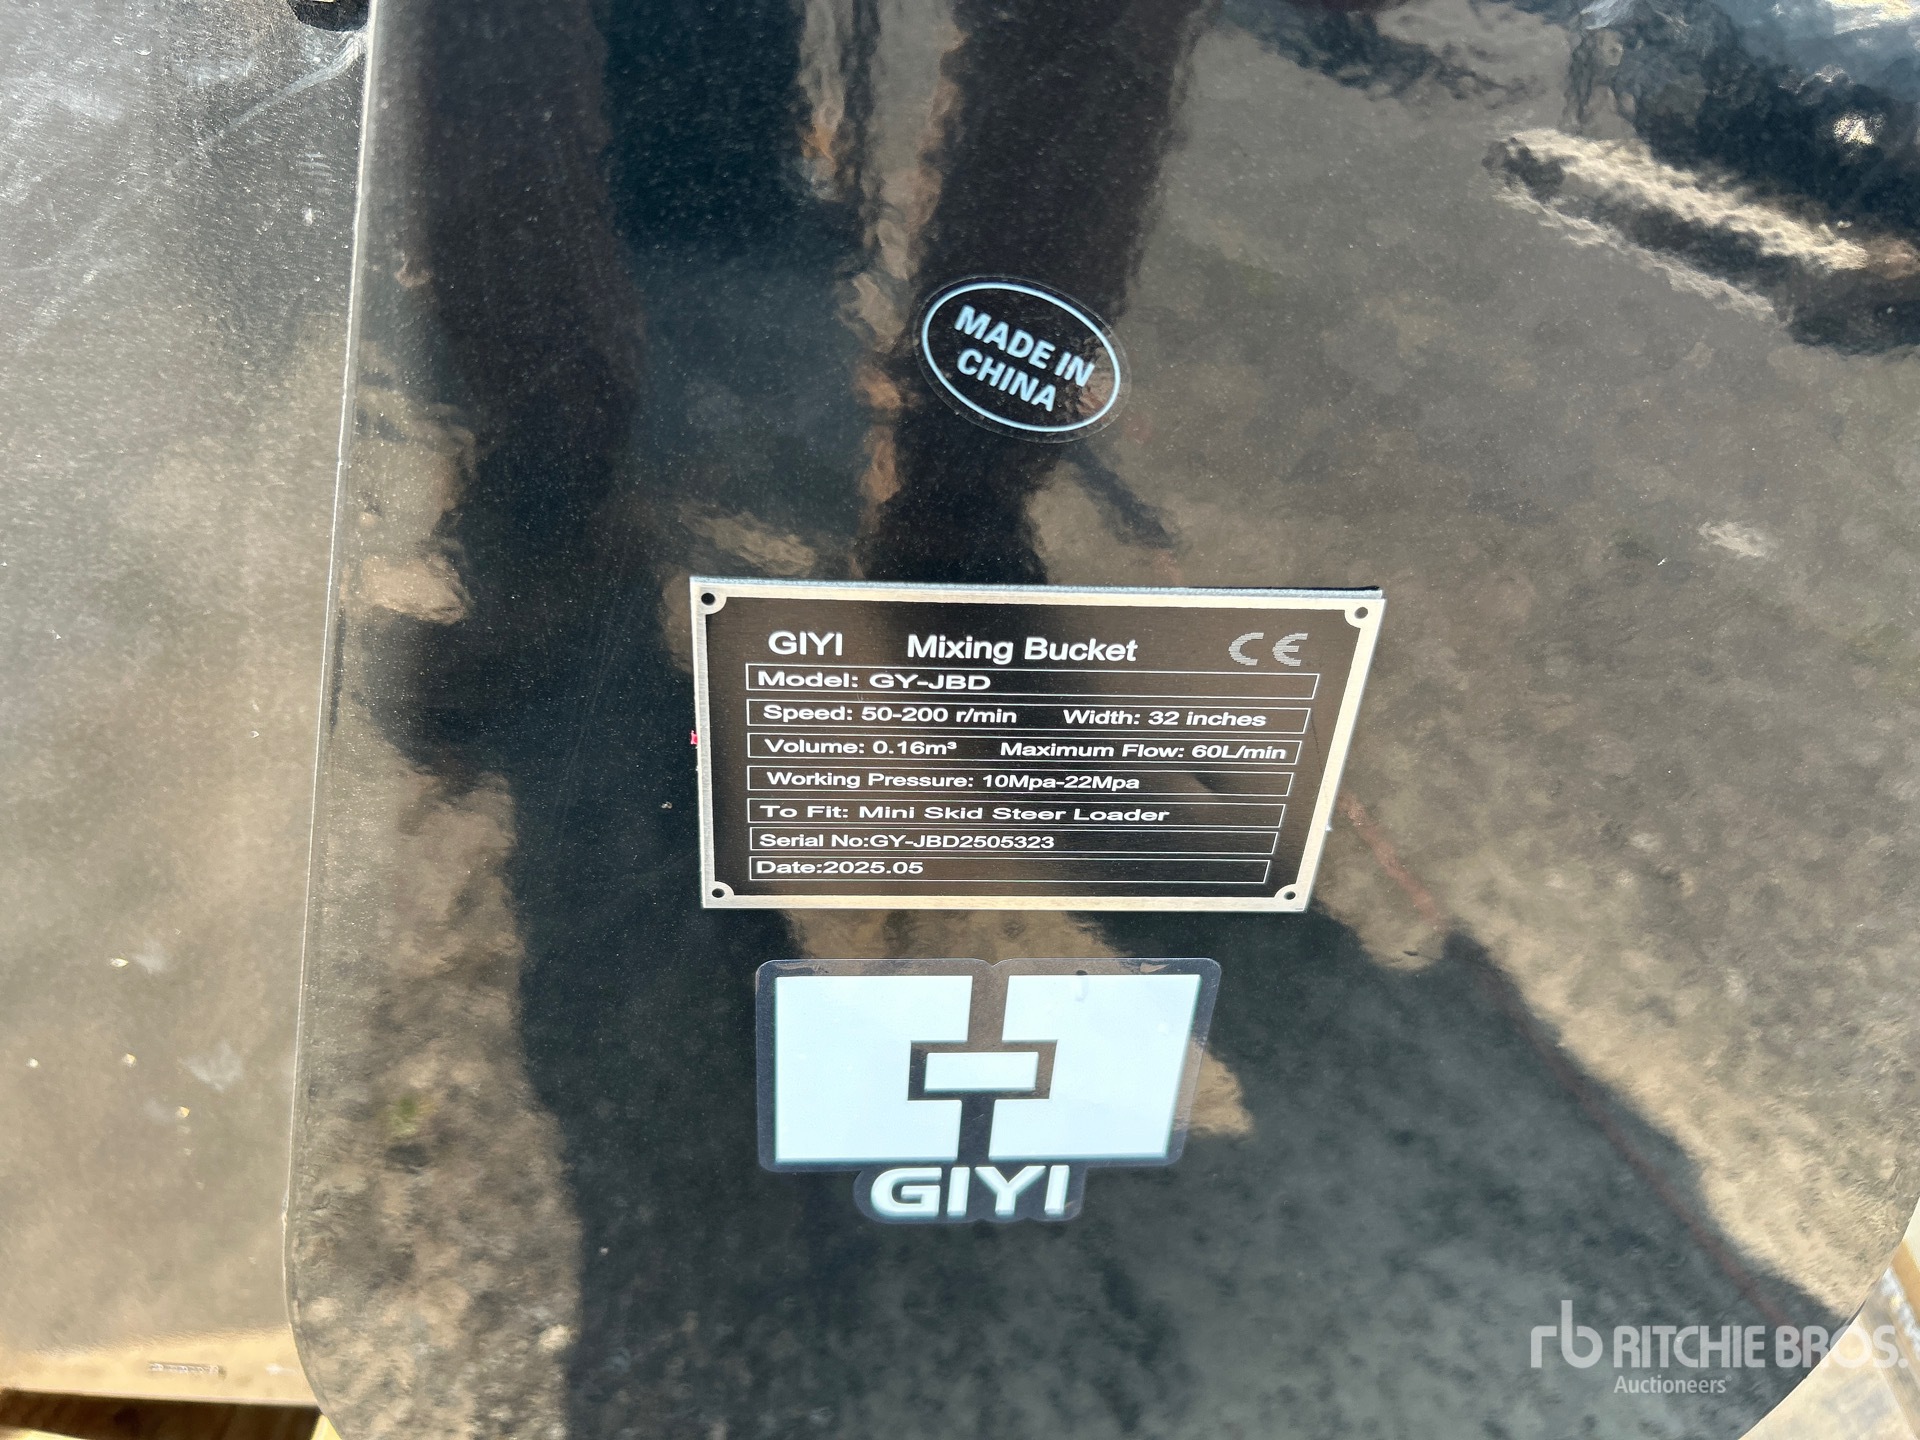 MADE IN
CHINA
GIYI Mixing Bucket CE
Model: GY-JBD
Speed: 50-200 r/min Width: 32 inches
Volume: 0.16m³ Maximum Flow: 60L/min
Working Pressure: 10Mpa-22Mpa
To Fit: Mini Skid Steer Loader
Serial No:GY-JBD2505323
Date:2025.05
GIYI
rb RITCHIE BROS.
Auctioneers